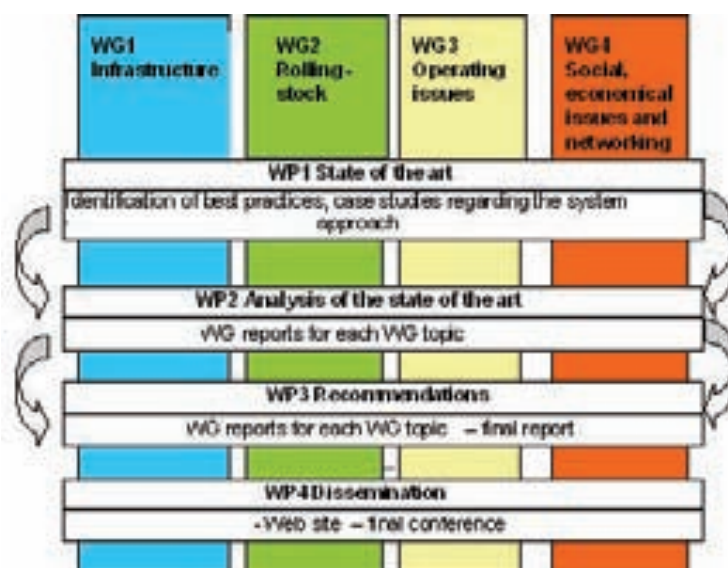 WG1
Infrastructure
WG2
Rolling-
stock
WG3
Operating
issues
WG4
Social,
economical
issues and
networking
WP1 State of the art
Identification of best practices, case studies regarding the system
approach
WP2 Analysis of the state of the art
WG reports for each WG topic
WP3 Recommendations
WG reports for each WG topic – final report
–
WP4 Dissemination
- Web site – final conference